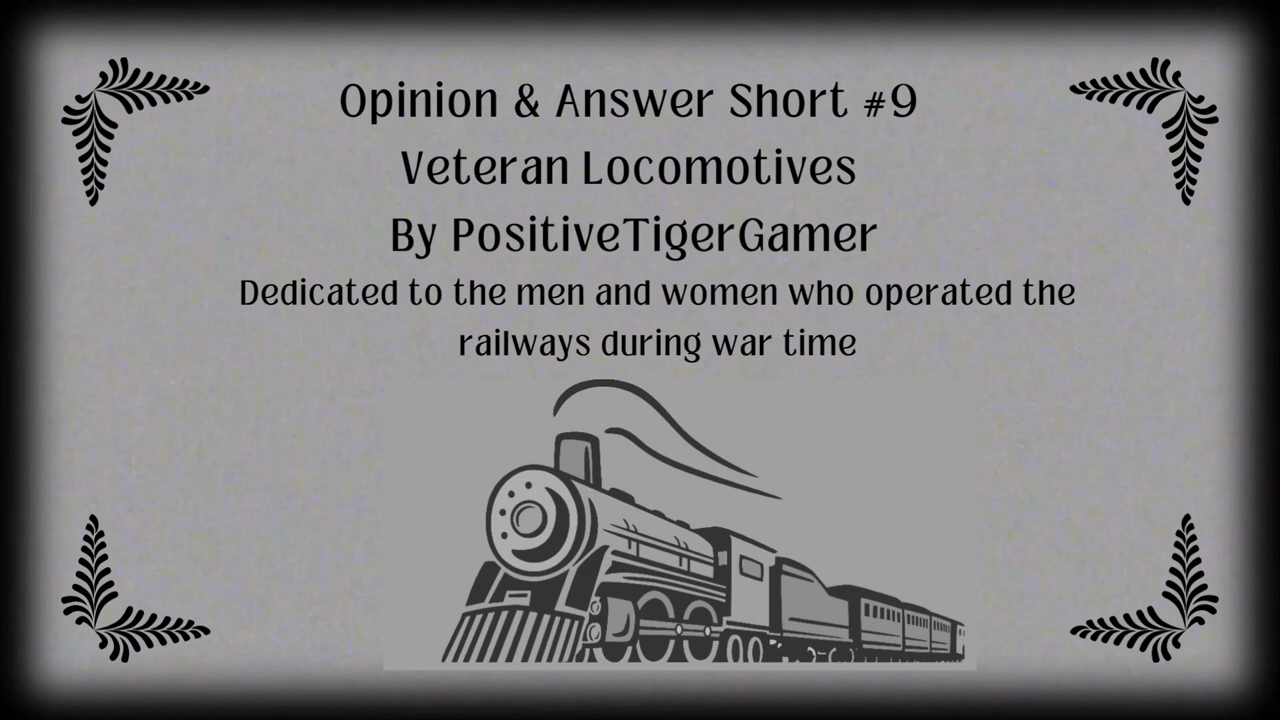 Opinion & Answer Short #9
Veteran Locomotives
By PositiveTigerGamer
Dedicated to the men and women who operated the
railways during war time